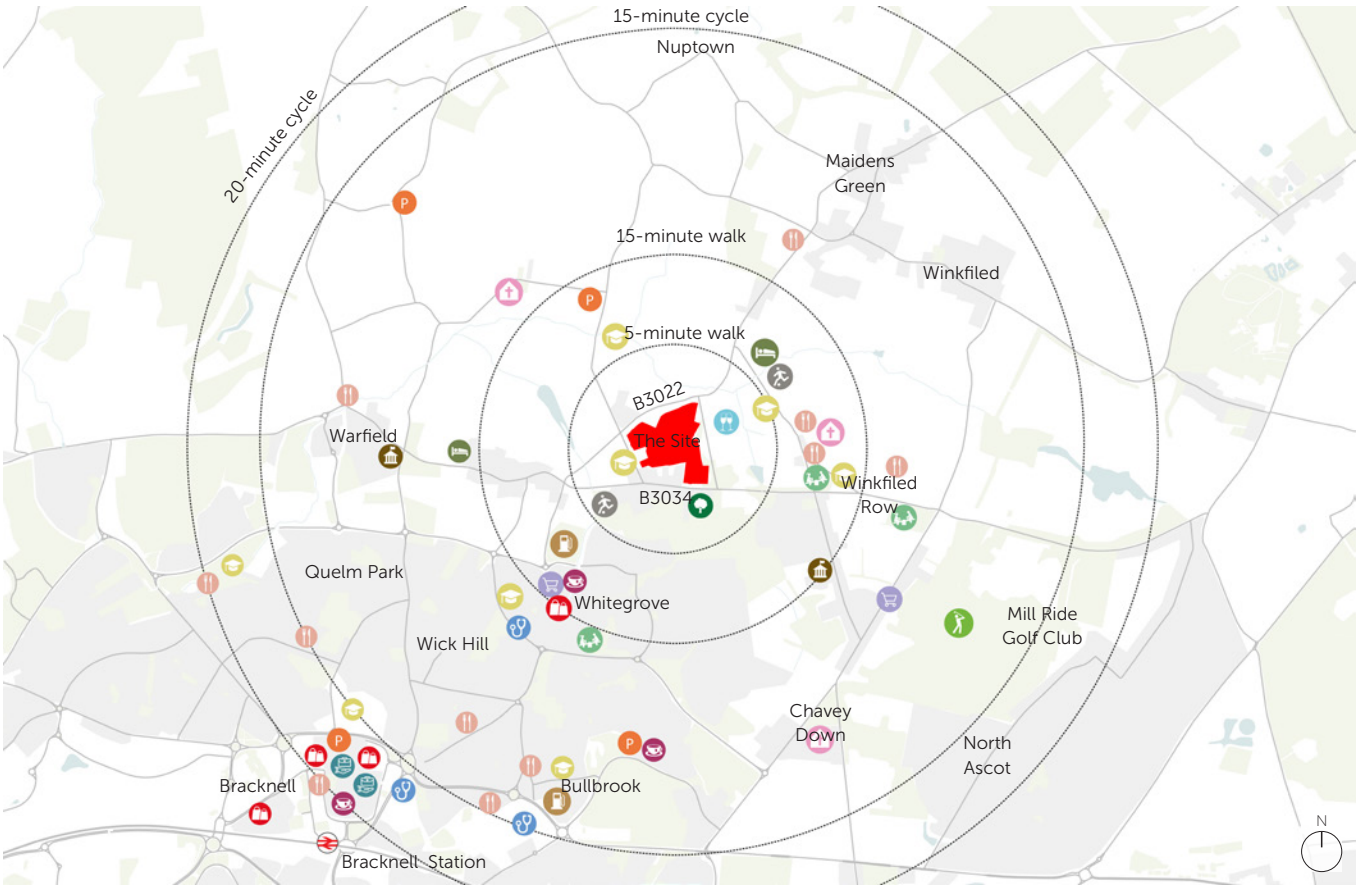 15-minute cycle
Nuptown
20-minute cycle
Maidens
Green
P
15-minute walk
Winkfiled
P
5-minute walk
B3022
Warfield
The Site
Winkfiled
Row
B3034
Quelm Park
Whitegrove
Wick Hill
Mill Ride
Golf Club
Chavey
Down
North
Ascot
P
P
Bracknell
Bullbrook
Bracknell Station
N